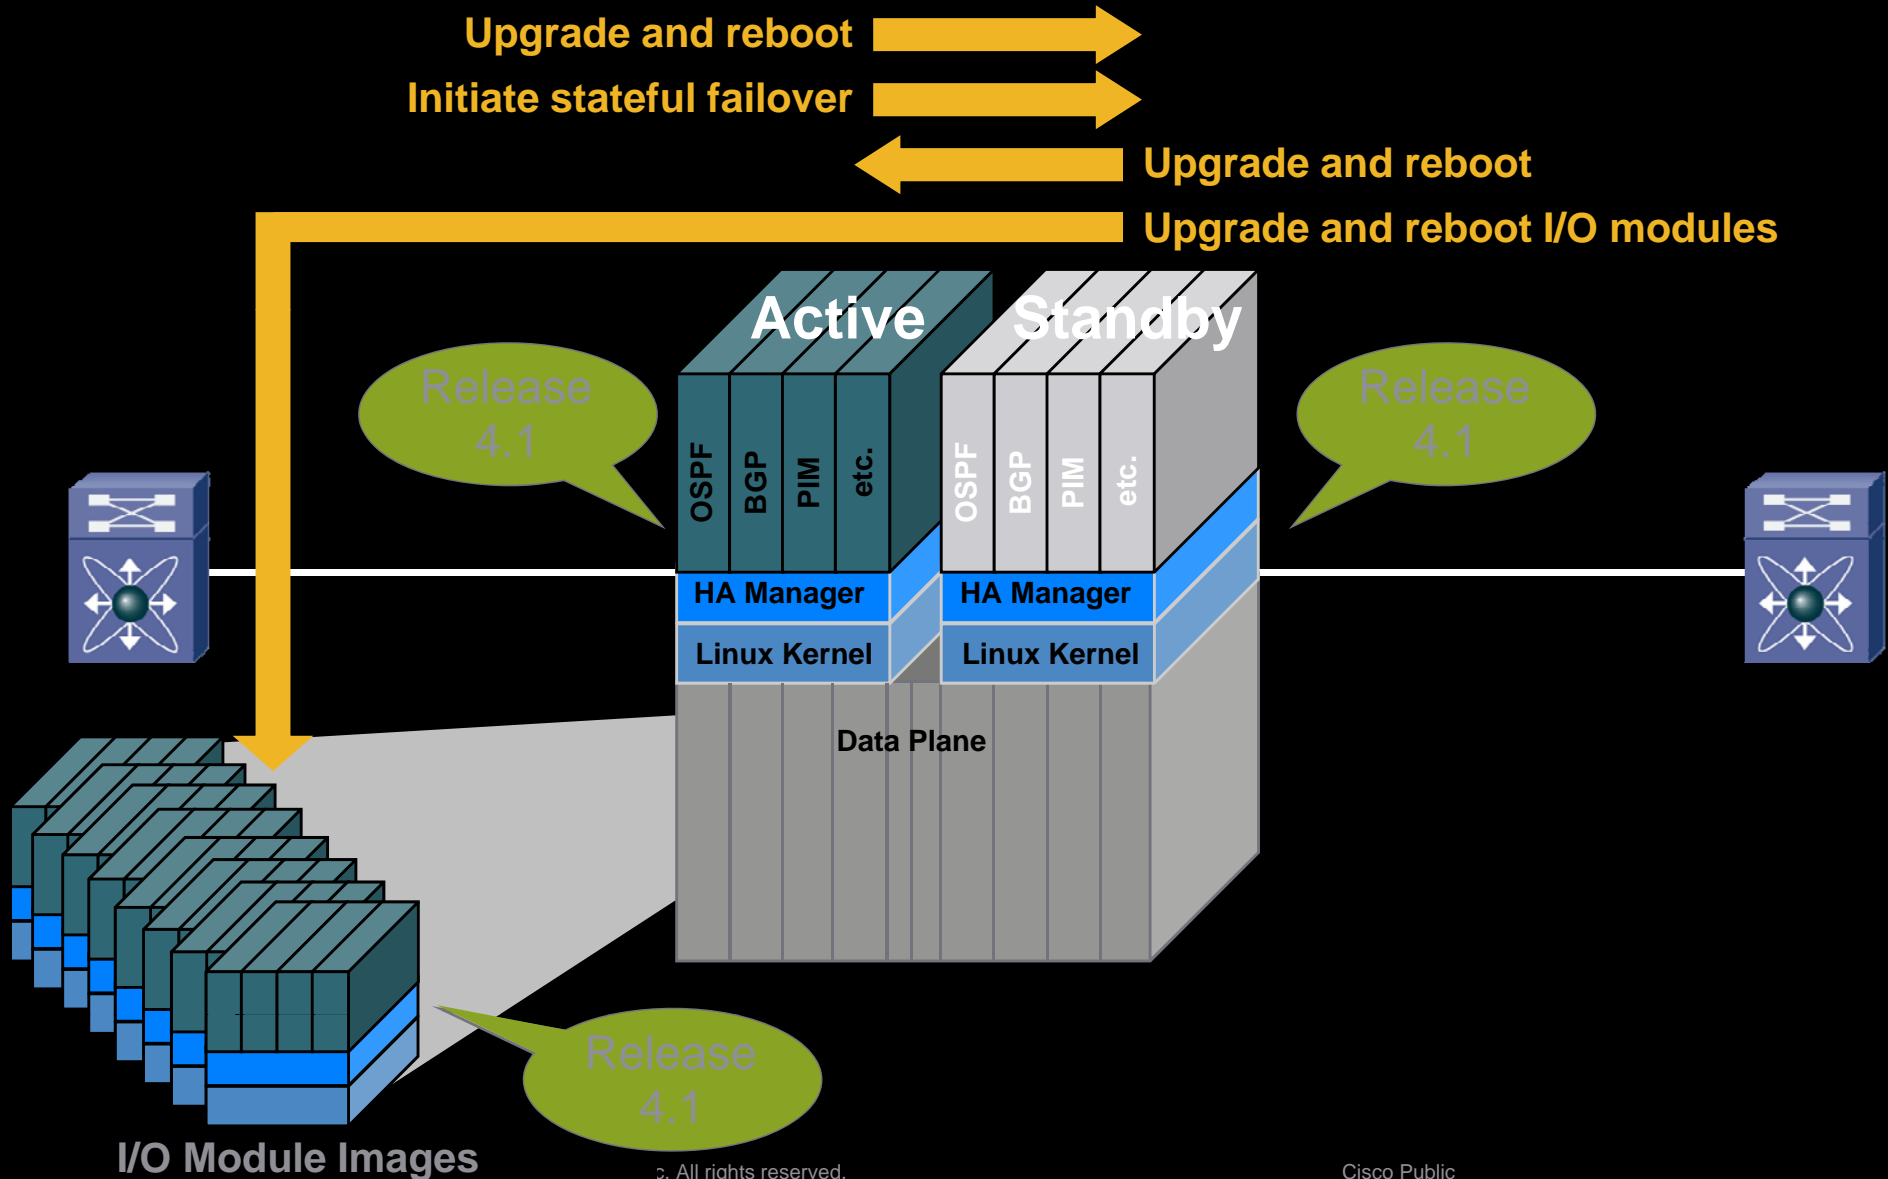 Upgrade and reboot
Initiate stateful failover
Upgrade and reboot
Upgrade and reboot I/O modules
Active
Standby
Release
4.1
Release
4.1
OSPF
BGP
PIM
etc.
OSPF
BGP
PIM
etc.
HA Manager
HA Manager
Linux Kernel
Linux Kernel
Data Plane
Release
4.1
I/O Module Images
c. All rights reserved.
Cisco Public